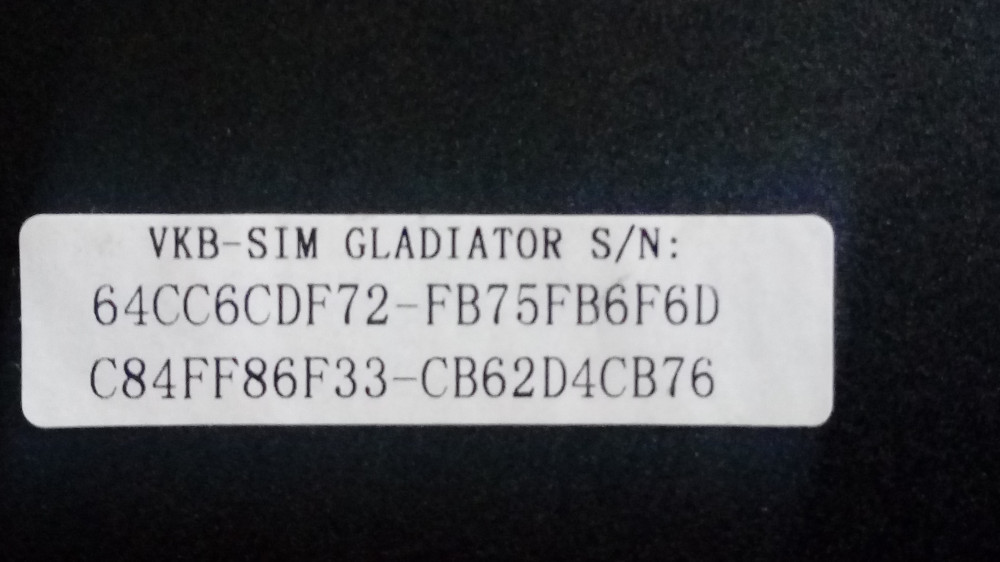 VKB-SIM GLADIATOR S/N:
64CC6CDF72-FB75FB6F6D
C84FF86F33-CB62D4CB76